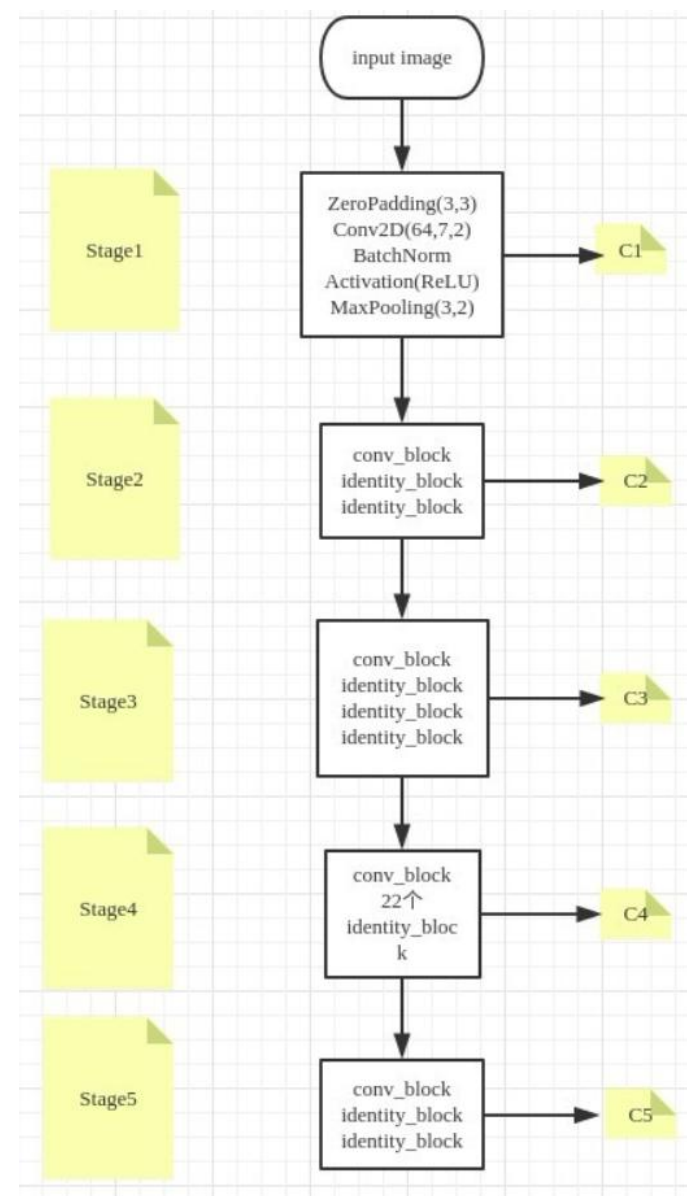 input image
Stage1
ZeroPadding(3,3)
Conv2D(64,7,2)
BatchNorm
Activation(ReLU)
MaxPooling(3,2)
C1
Stage2
conv_block
identity_block
identity_block
C2
Stage3
conv_block
identity_block
identity_block
identity_block
C3
Stage4
conv_block
22个
identity_bloc
k
C4
Stage5
conv_block
identity_block
identity_block
C5